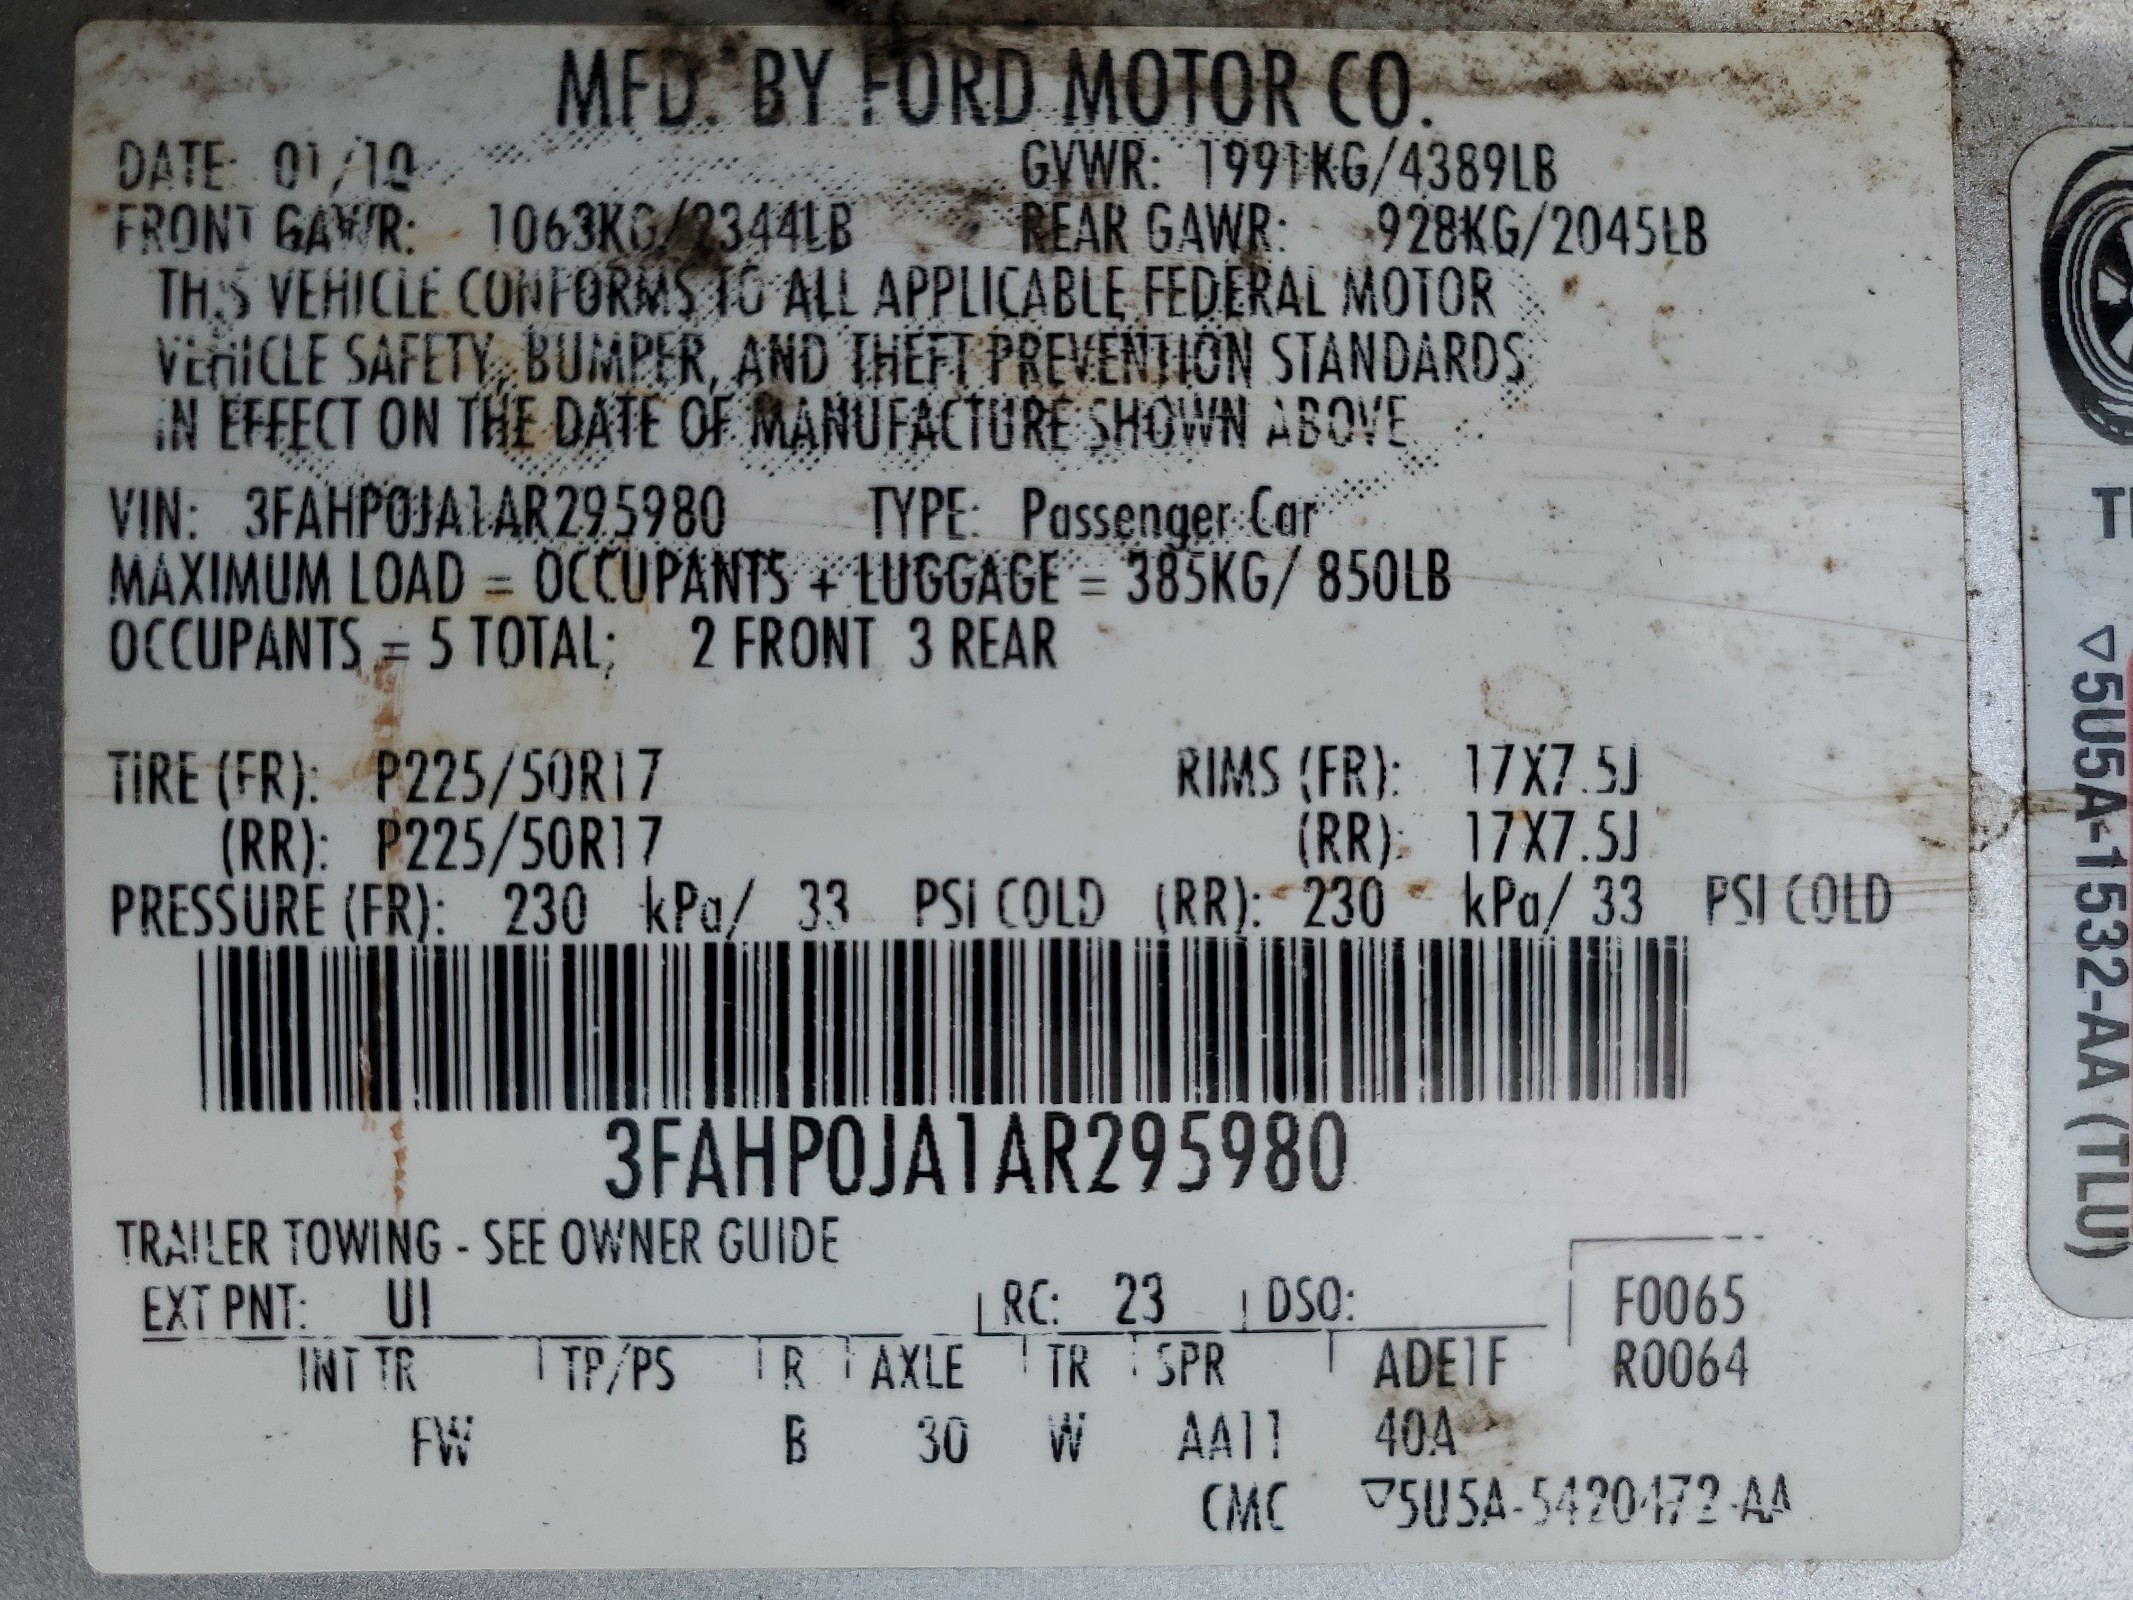 MFD. BY FORD MOTOR CO.
DATE: 01/10 GVWR: 1991KG/4389LB
FRONT GAWR: 1063KG/2344LB REAR GAWR: 928KG/2045LB
THIS VEHICLE CONFORMS TO ALL APPLICABLE FEDERAL MOTOR
VEHICLE SAFETY, BUMPER, AND THEFT PREVENTION STANDARDS
IN EFFECT ON THE DATE OF MANUFACTURE SHOWN ABOVE.
VIN: 3FAHP0JA1AR295980 TYPE: Passenger Car
MAXIMUM LOAD = OCCUPANTS + LUGGAGE = 385KG/ 850LB
OCCUPANTS = 5 TOTAL; 2 FRONT 3 REAR
TIRE (FR): P225/50R17 RIMS (FR): 17X7.5J
(RR): P225/50R17 (RR): 17X7.5J
PRESSURE (FR): 230 kPa/ 33 PSI COLD (RR): 230 kPa/ 33 PSI COLD
3FAHP0JA1AR295980
TRAILER TOWING - SEE OWNER GUIDE
EXT PNT: UI RC: 23 DSO: F0065
INT TR TP/PS R AXLE TR SPR ADE1F R0064
FW B 30 W AA11 40A
CMC ▽5U5A-5420472-AA
▽5U5A-1532-AA (TLU)